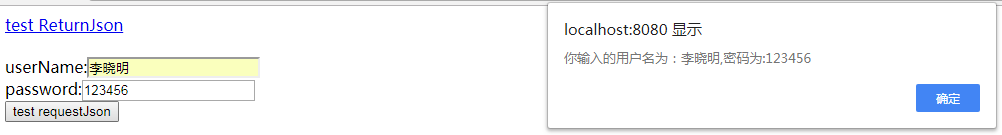 test ReturnJson
userName:李晓明
password:123456
test requestJson
localhost:8080 显示
你输入的用户名为：李晓明,密码为:123456
确定